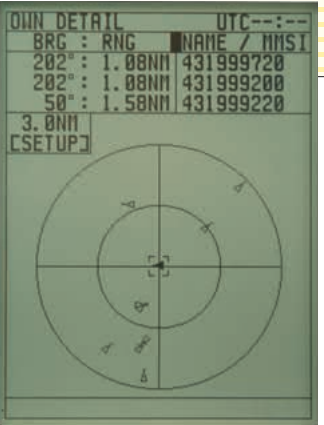 OWN DETAIL UTC--:--
BRG : RNG NAME / MMSI
202°: 1.08NM 431999720
202°: 1.08NM 431999200
50°: 1.58NM 431999220
3.0NM
[SETUP]